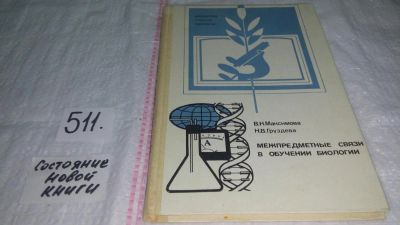 511.
Состояние
новой
книги
В.Н.Максимова
Н.В.Груздева
МЕЖПРЕДМЕТНЫЕ СВЯЗИ
В ОБУЧЕНИИ БИОЛОГИИ
А